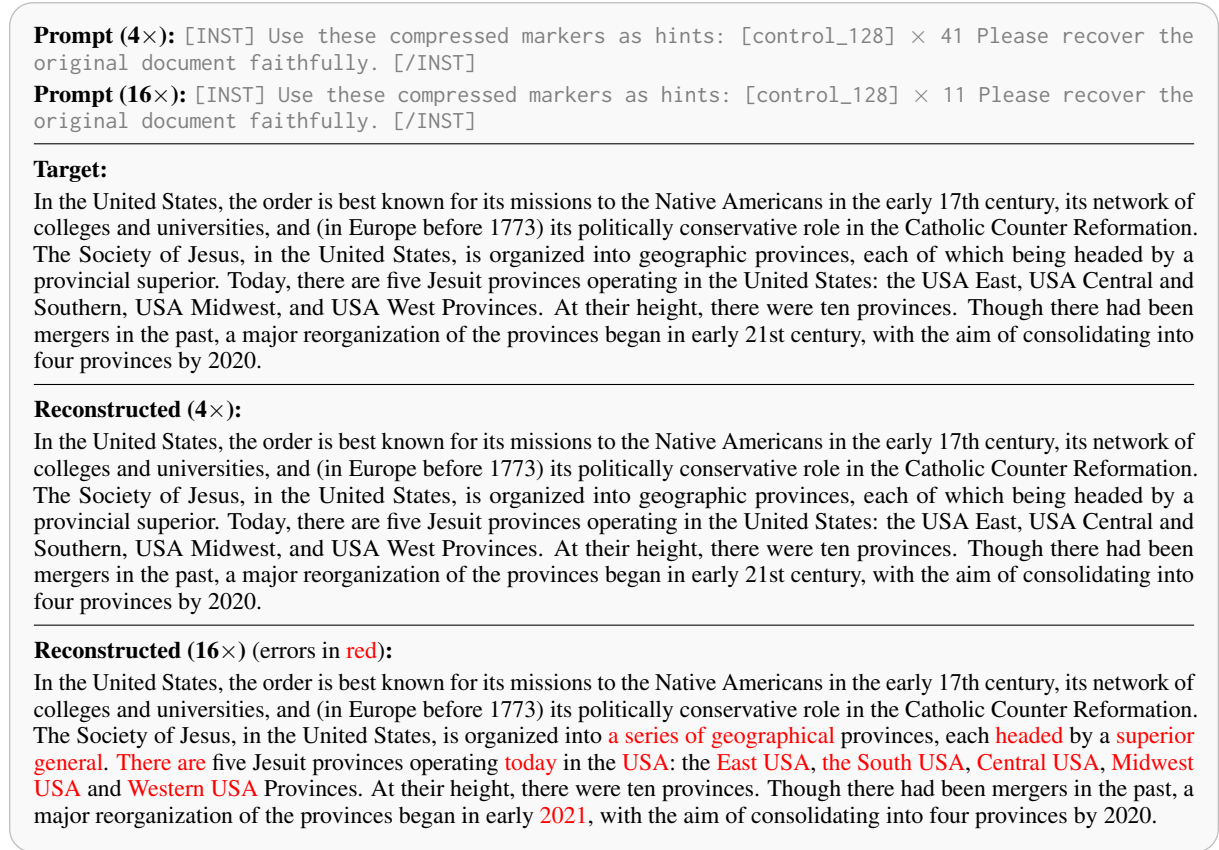 Prompt (4×): [INST] Use these compressed markers as hints: [control_128] × 41 Please recover the
original document faithfully. [/INST]
Prompt (16×): [INST] Use these compressed markers as hints: [control_128] × 11 Please recover the
original document faithfully. [/INST]
Target:
In the United States, the order is best known for its missions to the Native Americans in the early 17th century, its network of
colleges and universities, and (in Europe before 1773) its politically conservative role in the Catholic Counter Reformation.
The Society of Jesus, in the United States, is organized into geographic provinces, each of which being headed by a
provincial superior. Today, there are five Jesuit provinces operating in the United States: the USA East, USA Central and
Southern, USA Midwest, and USA West Provinces. At their height, there were ten provinces. Though there had been
mergers in the past, a major reorganization of the provinces began in early 21st century, with the aim of consolidating into
four provinces by 2020.
Reconstructed (4×):
In the United States, the order is best known for its missions to the Native Americans in the early 17th century, its network of
colleges and universities, and (in Europe before 1773) its politically conservative role in the Catholic Counter Reformation.
The Society of Jesus, in the United States, is organized into geographic provinces, each of which being headed by a
provincial superior. Today, there are five Jesuit provinces operating in the United States: the USA East, USA Central and
Southern, USA Midwest, and USA West Provinces. At their height, there were ten provinces. Though there had been
mergers in the past, a major reorganization of the provinces began in early 21st century, with the aim of consolidating into
four provinces by 2020.
Reconstructed (16×) (errors in red):
In the United States, the order is best known for its missions to the Native Americans in the early 17th century, its network of
colleges and universities, and (in Europe before 1773) its politically conservative role in the Catholic Counter Reformation.
The Society of Jesus, in the United States, is organized into a series of geographical provinces, each headed by a superior
general. There are five Jesuit provinces operating today in the USA: the East USA, the South USA, Central USA, Midwest
USA and Western USA Provinces. At their height, there were ten provinces. Though there had been mergers in the past, a
major reorganization of the provinces began in early 2021, with the aim of consolidating into four provinces by 2020.